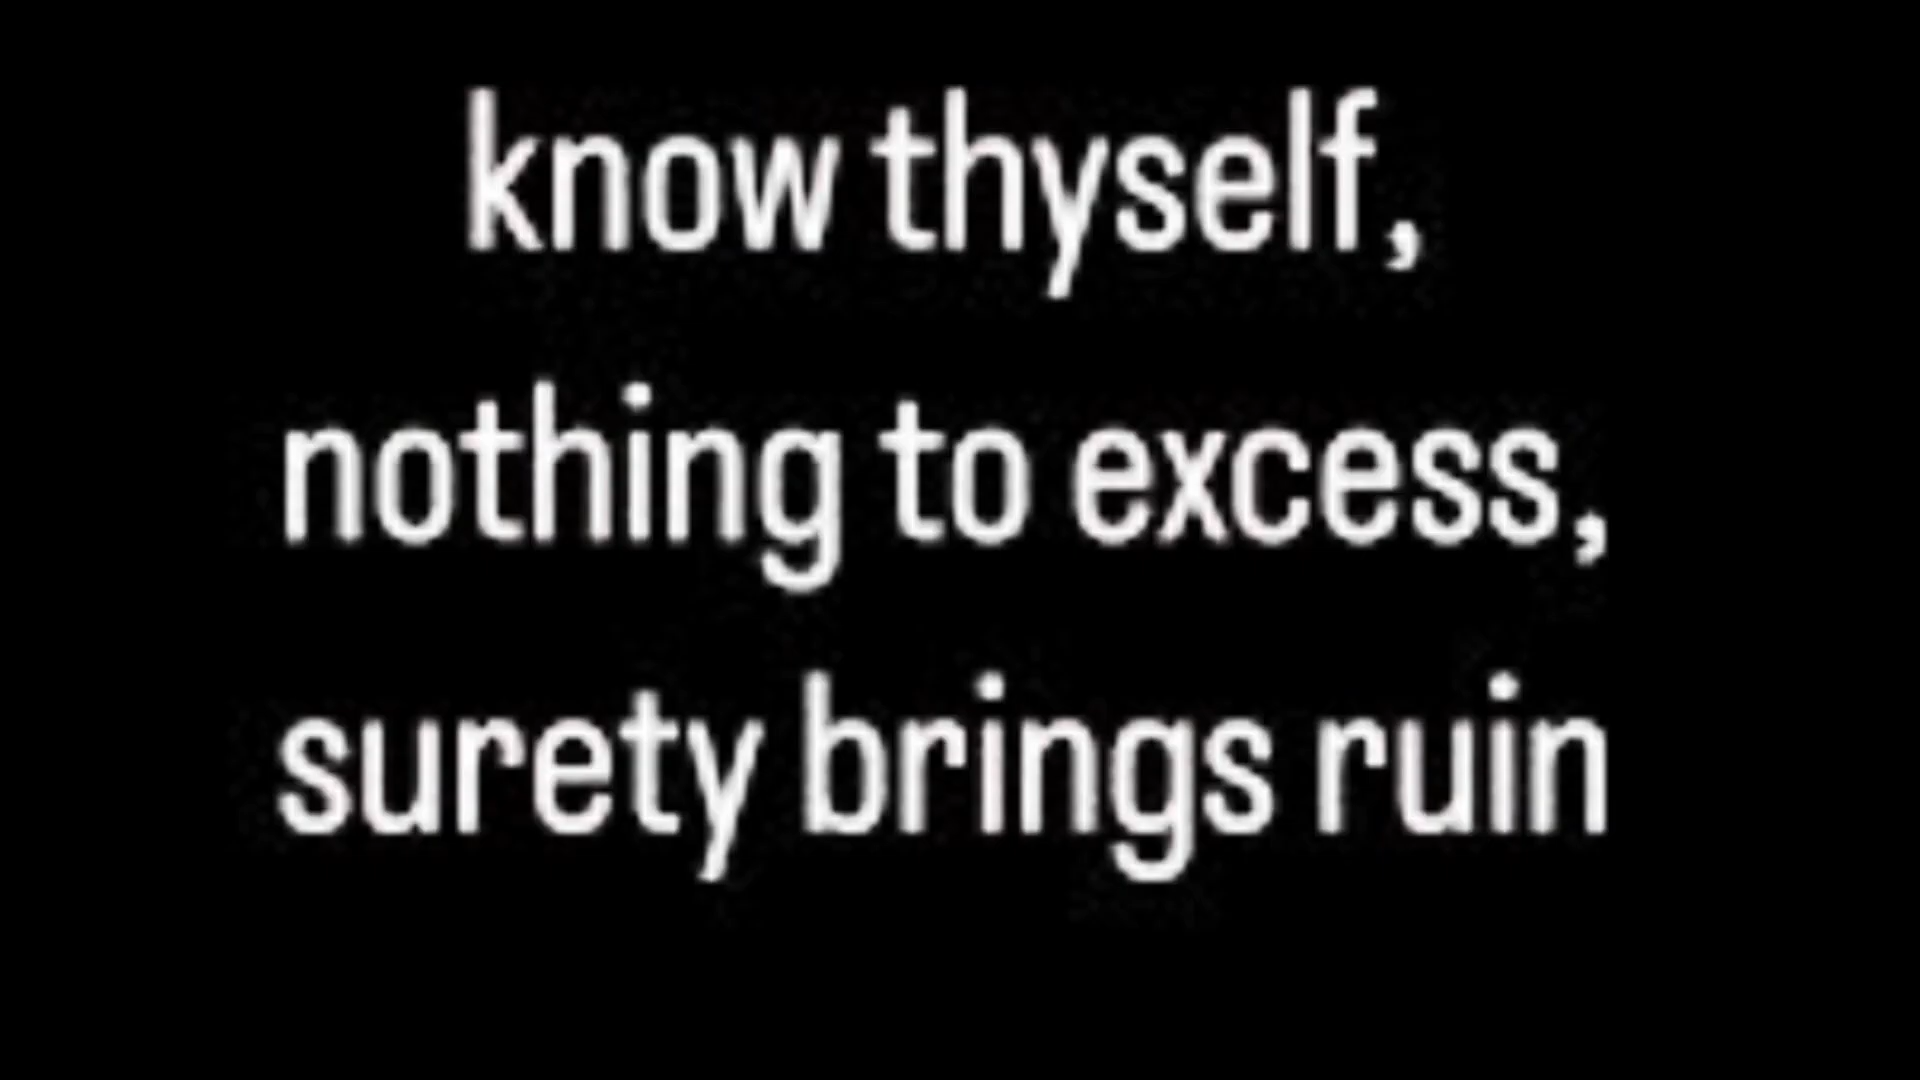 know thyself,
nothing to excess,
surety brings ruin